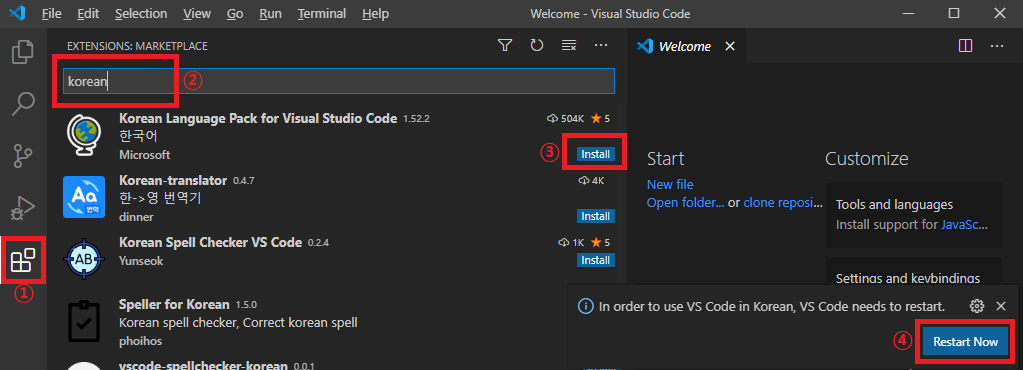 File Edit Selection View Go Run Terminal Help Welcome - Visual Studio Code
EXTENSIONS: MARKETPLACE
Welcome
korean
②
Korean Language Pack for Visual Studio Code 1.52.2 504K 5
한국어
Microsoft
③ Install
Korean-translator 0.4.7 4K
Aa 번역
한->영 번역기
dinner Install
Korean Spell Checker VS Code 0.2.4 1K 5
AB
Yunseok Install
①
Speller for Korean 1.5.0
Korean spell checker, Correct korean spell
phoihos
vscode-spellchecker-korean 0.0.1
Start
New file
Open folder... or clone reposi...
Customize
Tools and languages
Install support for JavaSc...
Settings and keybindings
In order to use VS Code in Korean, VS Code needs to restart.
④ Restart Now